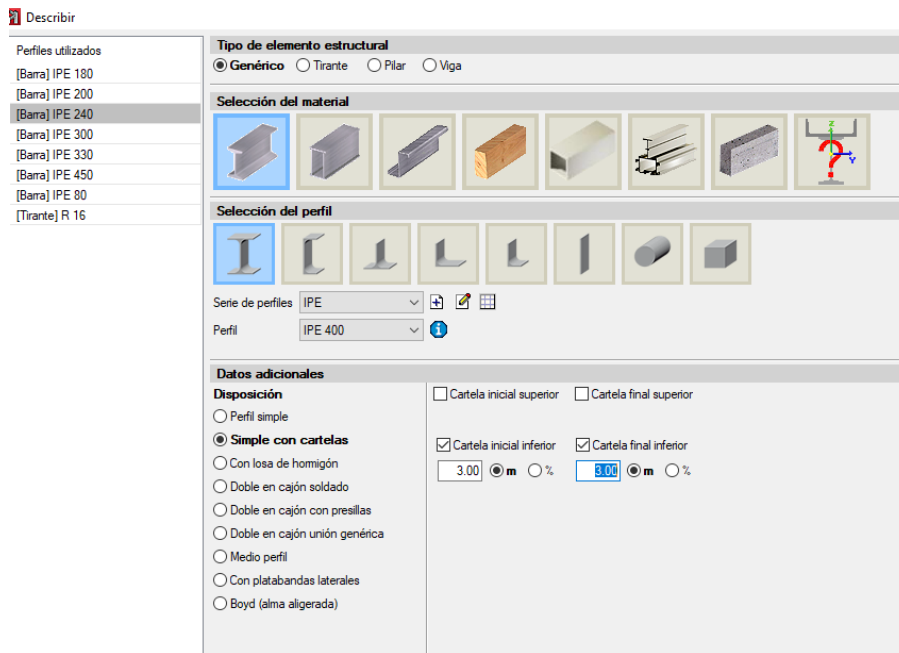 Describir
Perfiles utilizados
[Barra] IPE 180
[Barra] IPE 200
[Barra] IPE 240
[Barra] IPE 300
[Barra] IPE 330
[Barra] IPE 450
[Barra] IPE 80
[Tirante] R 16
Tipo de elemento estructural
Genérico Tirante Pilar Viga
Selección del material
z
? Y
Selección del perfil
Serie de perfiles IPE
Perfil IPE 400 i
Datos adicionales
Disposición
Perfil simple
Simple con cartelas
Con losa de hormigón
Doble en cajón soldado
Doble en cajón con presillas
Doble en cajón unión genérica
Medio perfil
Con platabandas laterales
Boyd (alma aligerada)
Cartela inicial superior Cartela final superior
Cartela inicial inferior Cartela final inferior
3.00 m % 3.00 m %